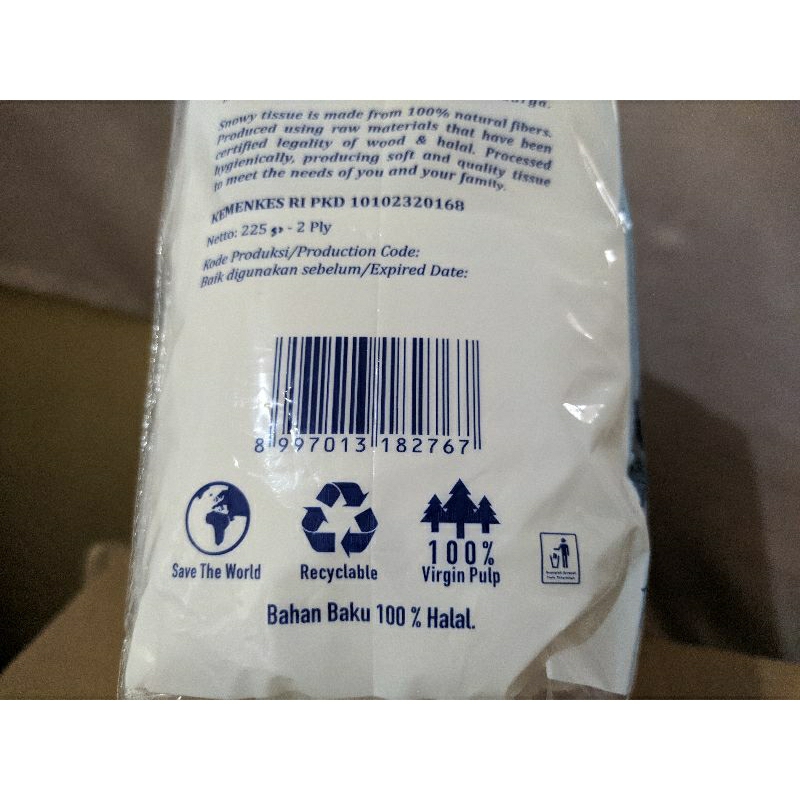 Snowy tissue is made from 100% natural fibers.
Produced using raw materials that have been
certified legality of wood & halal. Processed
hygienically, producing soft and quality tissue
to meet the needs of you and your family.
KEMENKES RI PKD 10102320168
Netto: 225 - 2 Ply
Kode Produksi/Production Code:
Baik digunakan sebelum/Expired Date:
8 997013 182767
Save The World
Recyclable
100%
Virgin Pulp
Bahan Baku 100 % Halal.